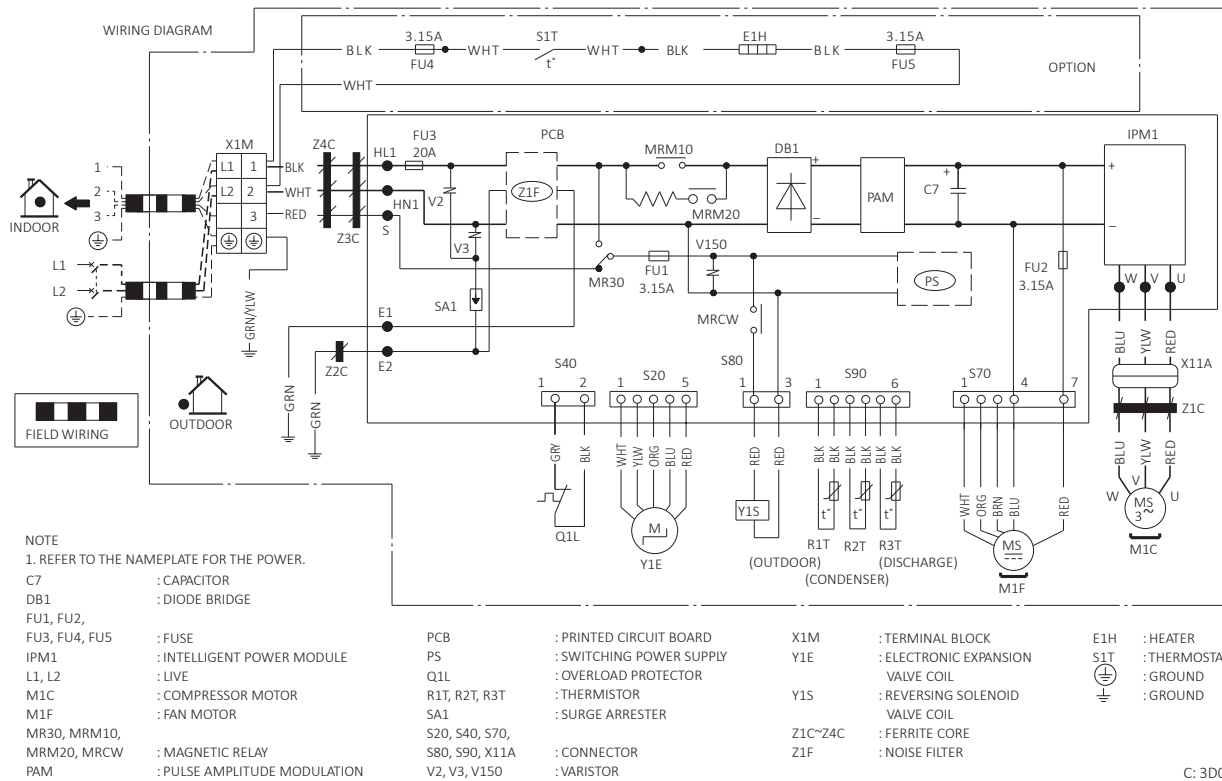 WIRING DIAGRAM
3.15A
S1T
E1H
3.15A
BLK
WHT
WHT
BLK
BLK
FU4
t°
FU5
OPTION
WHT
X1M
Z4C
FU3
20A
PCB
IPM1
HL1
MRM10
DB1
1
L1
1
BLK
+
+
+
2
L2
2
WHT
HN1
V2
Z1F
PAM
C7
3
3
RED
S
MRM20
INDOOR
Z3C
V3
−
−
L1
V150
FU2
3.15A
W
V
U
L2
MR30
FU1
3.15A
PS
GRN/YLW
SA1
E1
MRCW
BLU
YLW
RED
Z2C
E2
S40
S20
S80
S90
S70
X11A
1
2
1
5
1
3
1
6
1
4
7
Z1C
OUTDOOR
GRN
GRN
FIELD WIRING
GRY
BLK
WHT
YLW
ORG
BLU
RED
RED
RED
BLK
BLK
BLK
BLK
BLK
BLK
WHT
ORG
BRN
BLU
RED
BLU
YLW
RED
V
W
MS
3~
U
Y1S
t°
t°
t°
M
MS
Q1L
R1T
R2T
R3T
M1C
Y1E
(OUTDOOR)
(DISCHARGE)
(CONDENSER)
M1F
NOTE
1. REFER TO THE NAMEPLATE FOR THE POWER.
C7 : CAPACITOR
DB1 : DIODE BRIDGE
FU1, FU2,
FU3, FU4, FU5 : FUSE
IPM1 : INTELLIGENT POWER MODULE
L1, L2 : LIVE
M1C : COMPRESSOR MOTOR
M1F : FAN MOTOR
MR30, MRM10,
MRM20, MRCW : MAGNETIC RELAY
PAM : PULSE AMPLITUDE MODULATION
PCB : PRINTED CIRCUIT BOARD
PS : SWITCHING POWER SUPPLY
Q1L : OVERLOAD PROTECTOR
R1T, R2T, R3T : THERMISTOR
SA1 : SURGE ARRESTER
S20, S40, S70,
S80, S90, X11A : CONNECTOR
V2, V3, V150 : VARISTOR
X1M : TERMINAL BLOCK
Y1E : ELECTRONIC EXPANSION
VALVE COIL
Y1S : REVERSING SOLENOID
VALVE COIL
Z1C~Z4C : FERRITE CORE
Z1F : NOISE FILTER
E1H : HEATER
S1T : THERMOSTA
: GROUND
: GROUND
C: 3D0